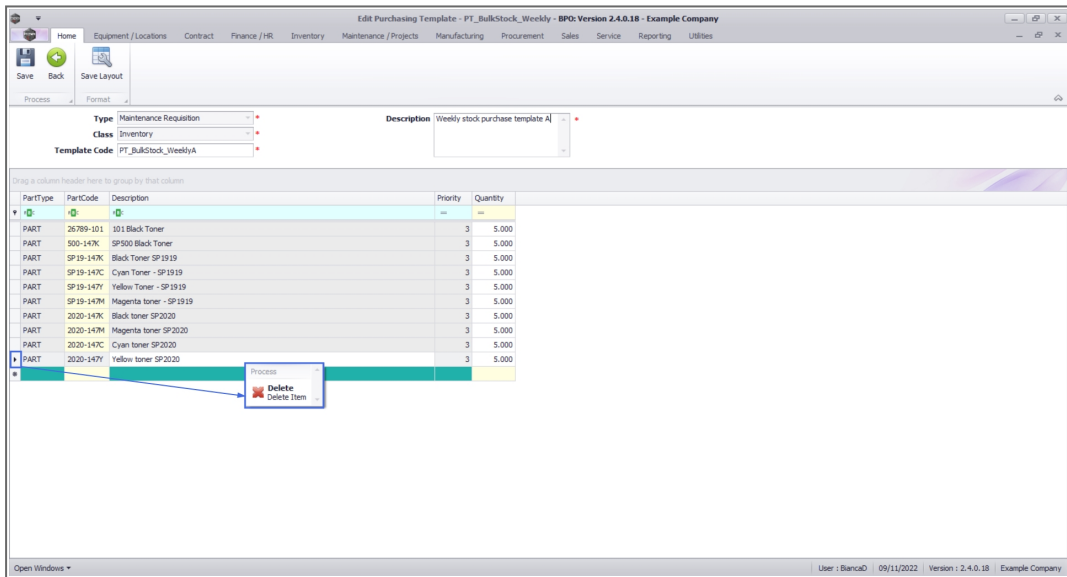 Edit Purchasing Template - PT_BulkStock_Weekly - BPO: Version 2.4.0.18 - Example Company
Home Equipment / Locations Contract Finance / HR Inventory Maintenance / Projects Manufacturing Procurement Sales Service Reporting Utilities
Save Back Save Layout
Process Format
Type Maintenance Requisition * Description Weekly stock purchase template A *
Class Inventory *
Template Code PT_BulkStock_WeeklyA *
Drag a column header here to group by that column
PartType PartCode Description Priority Quantity
= =
PART 26789-101 101 Black Toner 3 5.000
PART 500-147K SP500 Black Toner 3 5.000
PART SP19-147K Black Toner SP1919 3 5.000
PART SP19-147C Cyan Toner - SP1919 3 5.000
PART SP19-147Y Yellow Toner - SP1919 3 5.000
PART SP19-147M Magenta toner - SP1919 3 5.000
PART 2020-147K Black toner SP2020 3 5.000
PART 2020-147M Magenta toner SP2020 3 5.000
PART 2020-147C Cyan toner SP2020 3 5.000
PART 2020-147Y Yellow toner SP2020 3 5.000
Process
Delete
Delete Item
Open Windows User : BiancaD 09/11/2022 Version : 2.4.0.18 Example Company